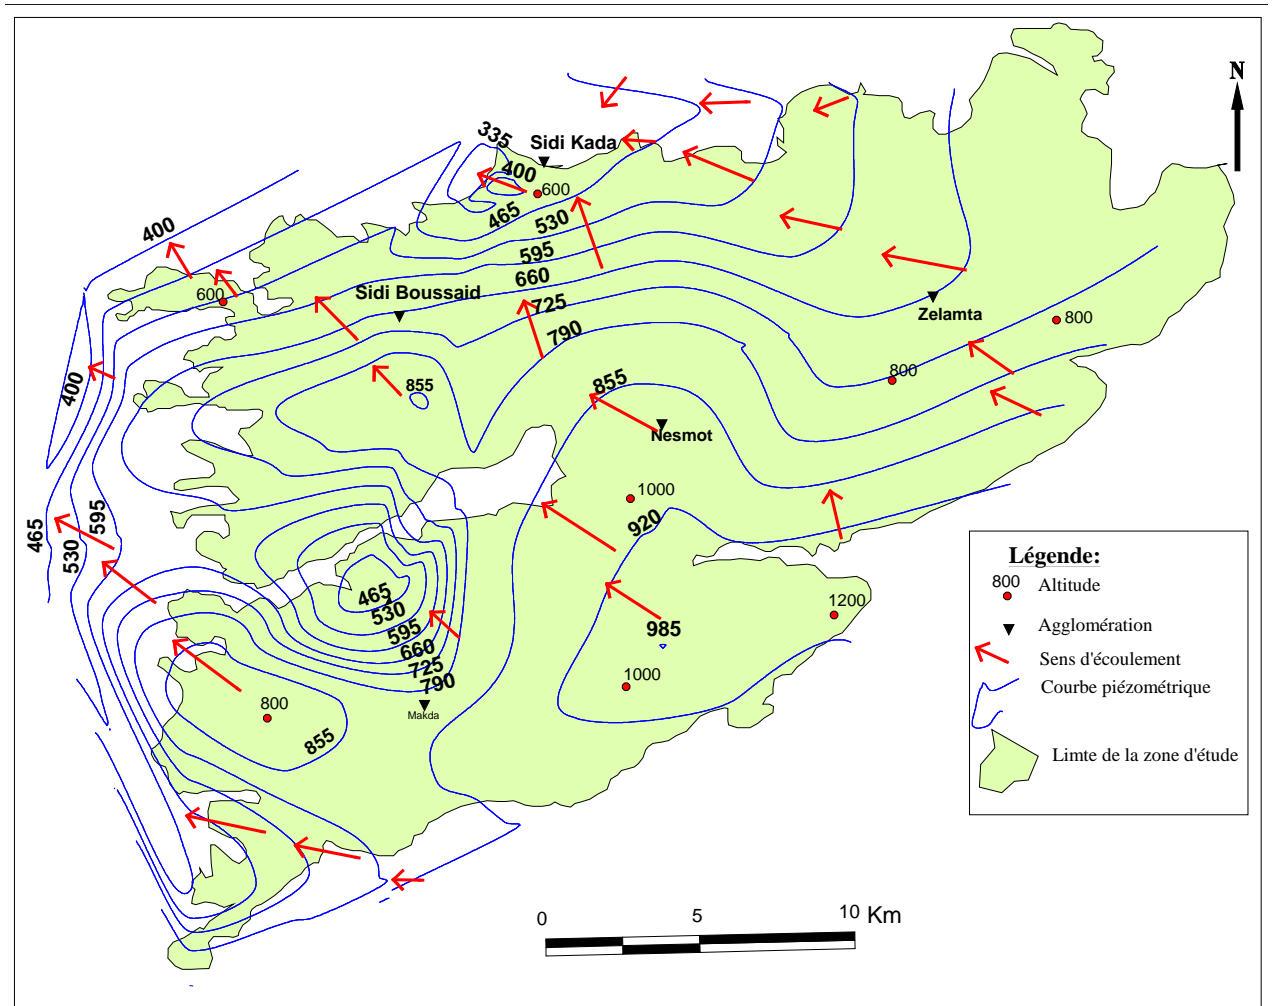 N
335
Sidi Kada
400
600
465
530
400
595
660
600
Sidi Boussaid
725
Zelamta
800
790
400
855
855
800
Nesmot
1000
595
920
465
530
465
530
595
660
725
790
985
1200
1000
800
Makda
855
Légende:
800 Altitude
Agglomération
Sens d'écoulement
Courbe piézométrique
Limte de la zone d'étude
0 5 10 Km